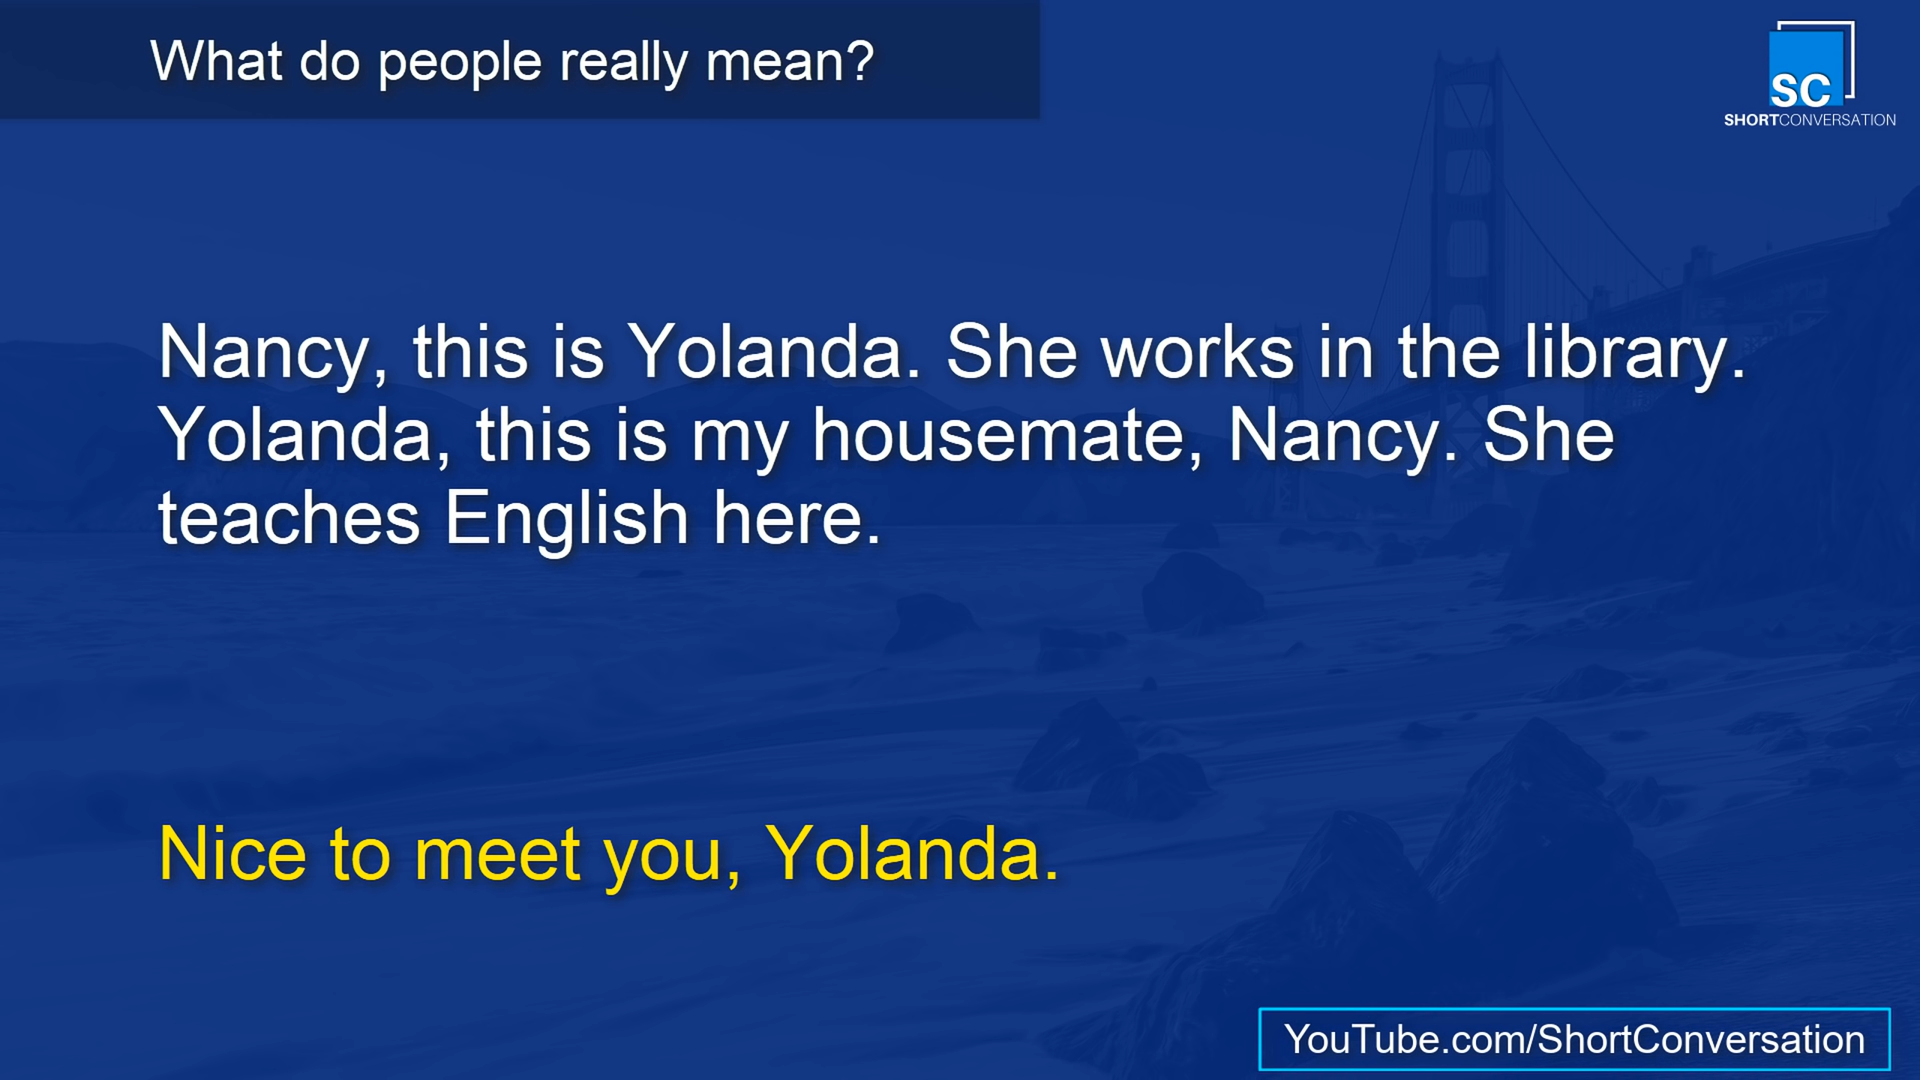 What do people really mean?
SC
SHORTCONVERSATION
Nancy, this is Yolanda. She works in the library.
Yolanda, this is my housemate, Nancy. She
teaches English here.
Nice to meet you, Yolanda.
YouTube.com/ShortConversation